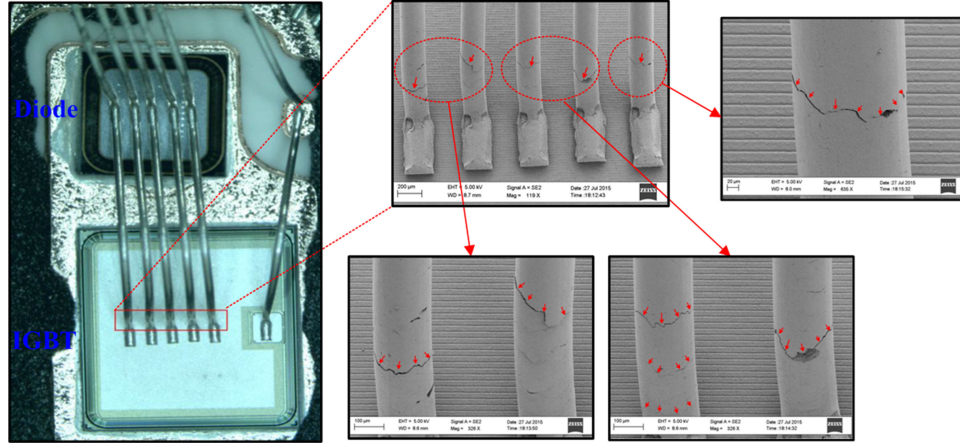 Diode
IGBT
200 µm
EHT = 5.00 kV
WD = 8.7 mm
Signal A = SE2
Mag = 119 X
Date :27 Jul 2015
Time :18:12:43
ZEISS
20 µm
EHT = 5.00 kV
WD = 8.0 mm
Signal A = SE2
Date :27 Jul 2015
Time :18:15:32
ZEISS
100 µm
EHT = 5.00 kV
WD = 8.6 mm
Signal A = SE2
Mag = 326 X
Date :27 Jul 2015
Time :18:13:50
ZEISS
100 µm
EHT = 5.00 kV
WD = 8.6 mm
Signal A = SE2
Mag = 326 X
Date :27 Jul 2015
Time :18:14:32
ZEISS